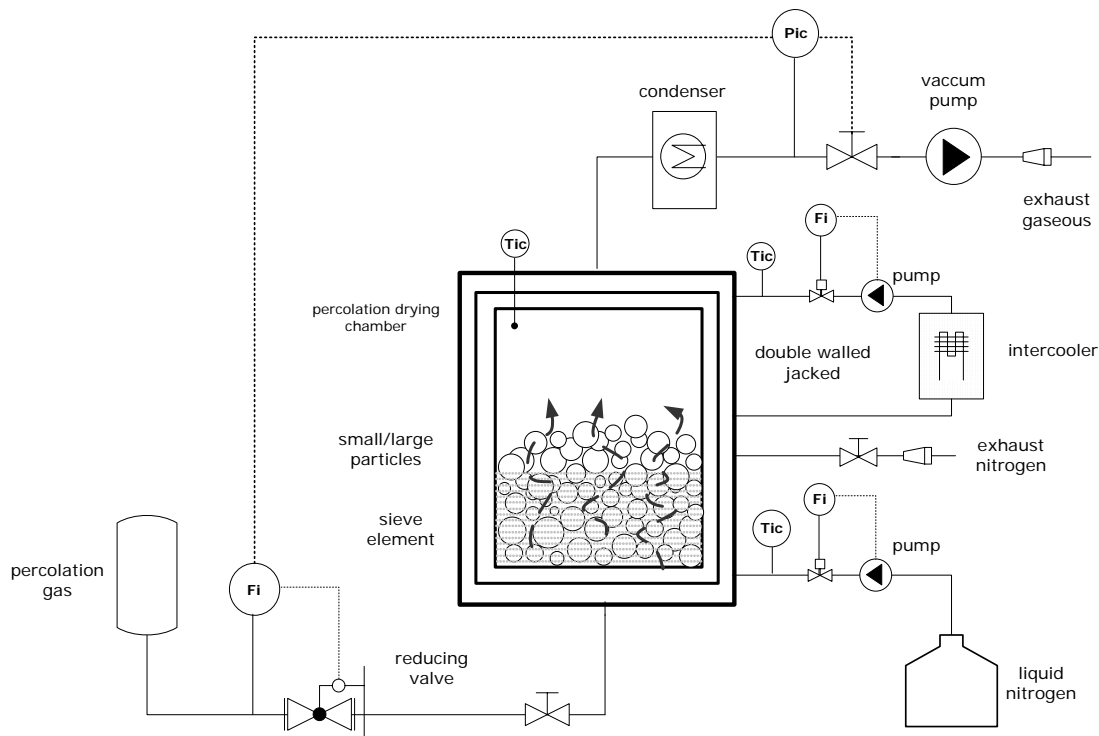 Pic
condenser
vaccum
pump
exhaust
gaseous
Fi
Tic
Tic
pump
percolation drying
chamber
double walled
jacked
intercooler
small/large
particles
exhaust
nitrogen
sieve
element
Fi
Tic
pump
percolation
gas
Fi
reducing
valve
liquid
nitrogen